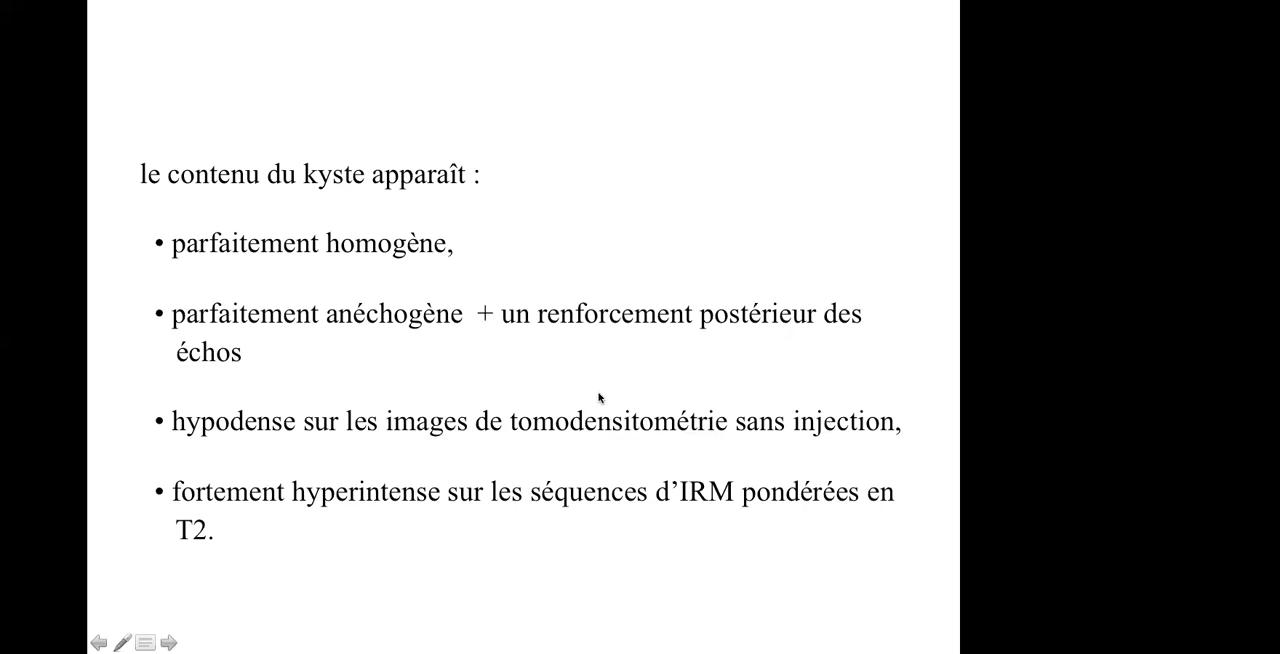 le contenu du kyste apparaît :
• parfaitement homogène,
• parfaitement anéchogène + un renforcement postérieur des
échos
• hypodense sur les images de tomodensitométrie sans injection,
• fortement hyperintense sur les séquences d’IRM pondérées en
T2.